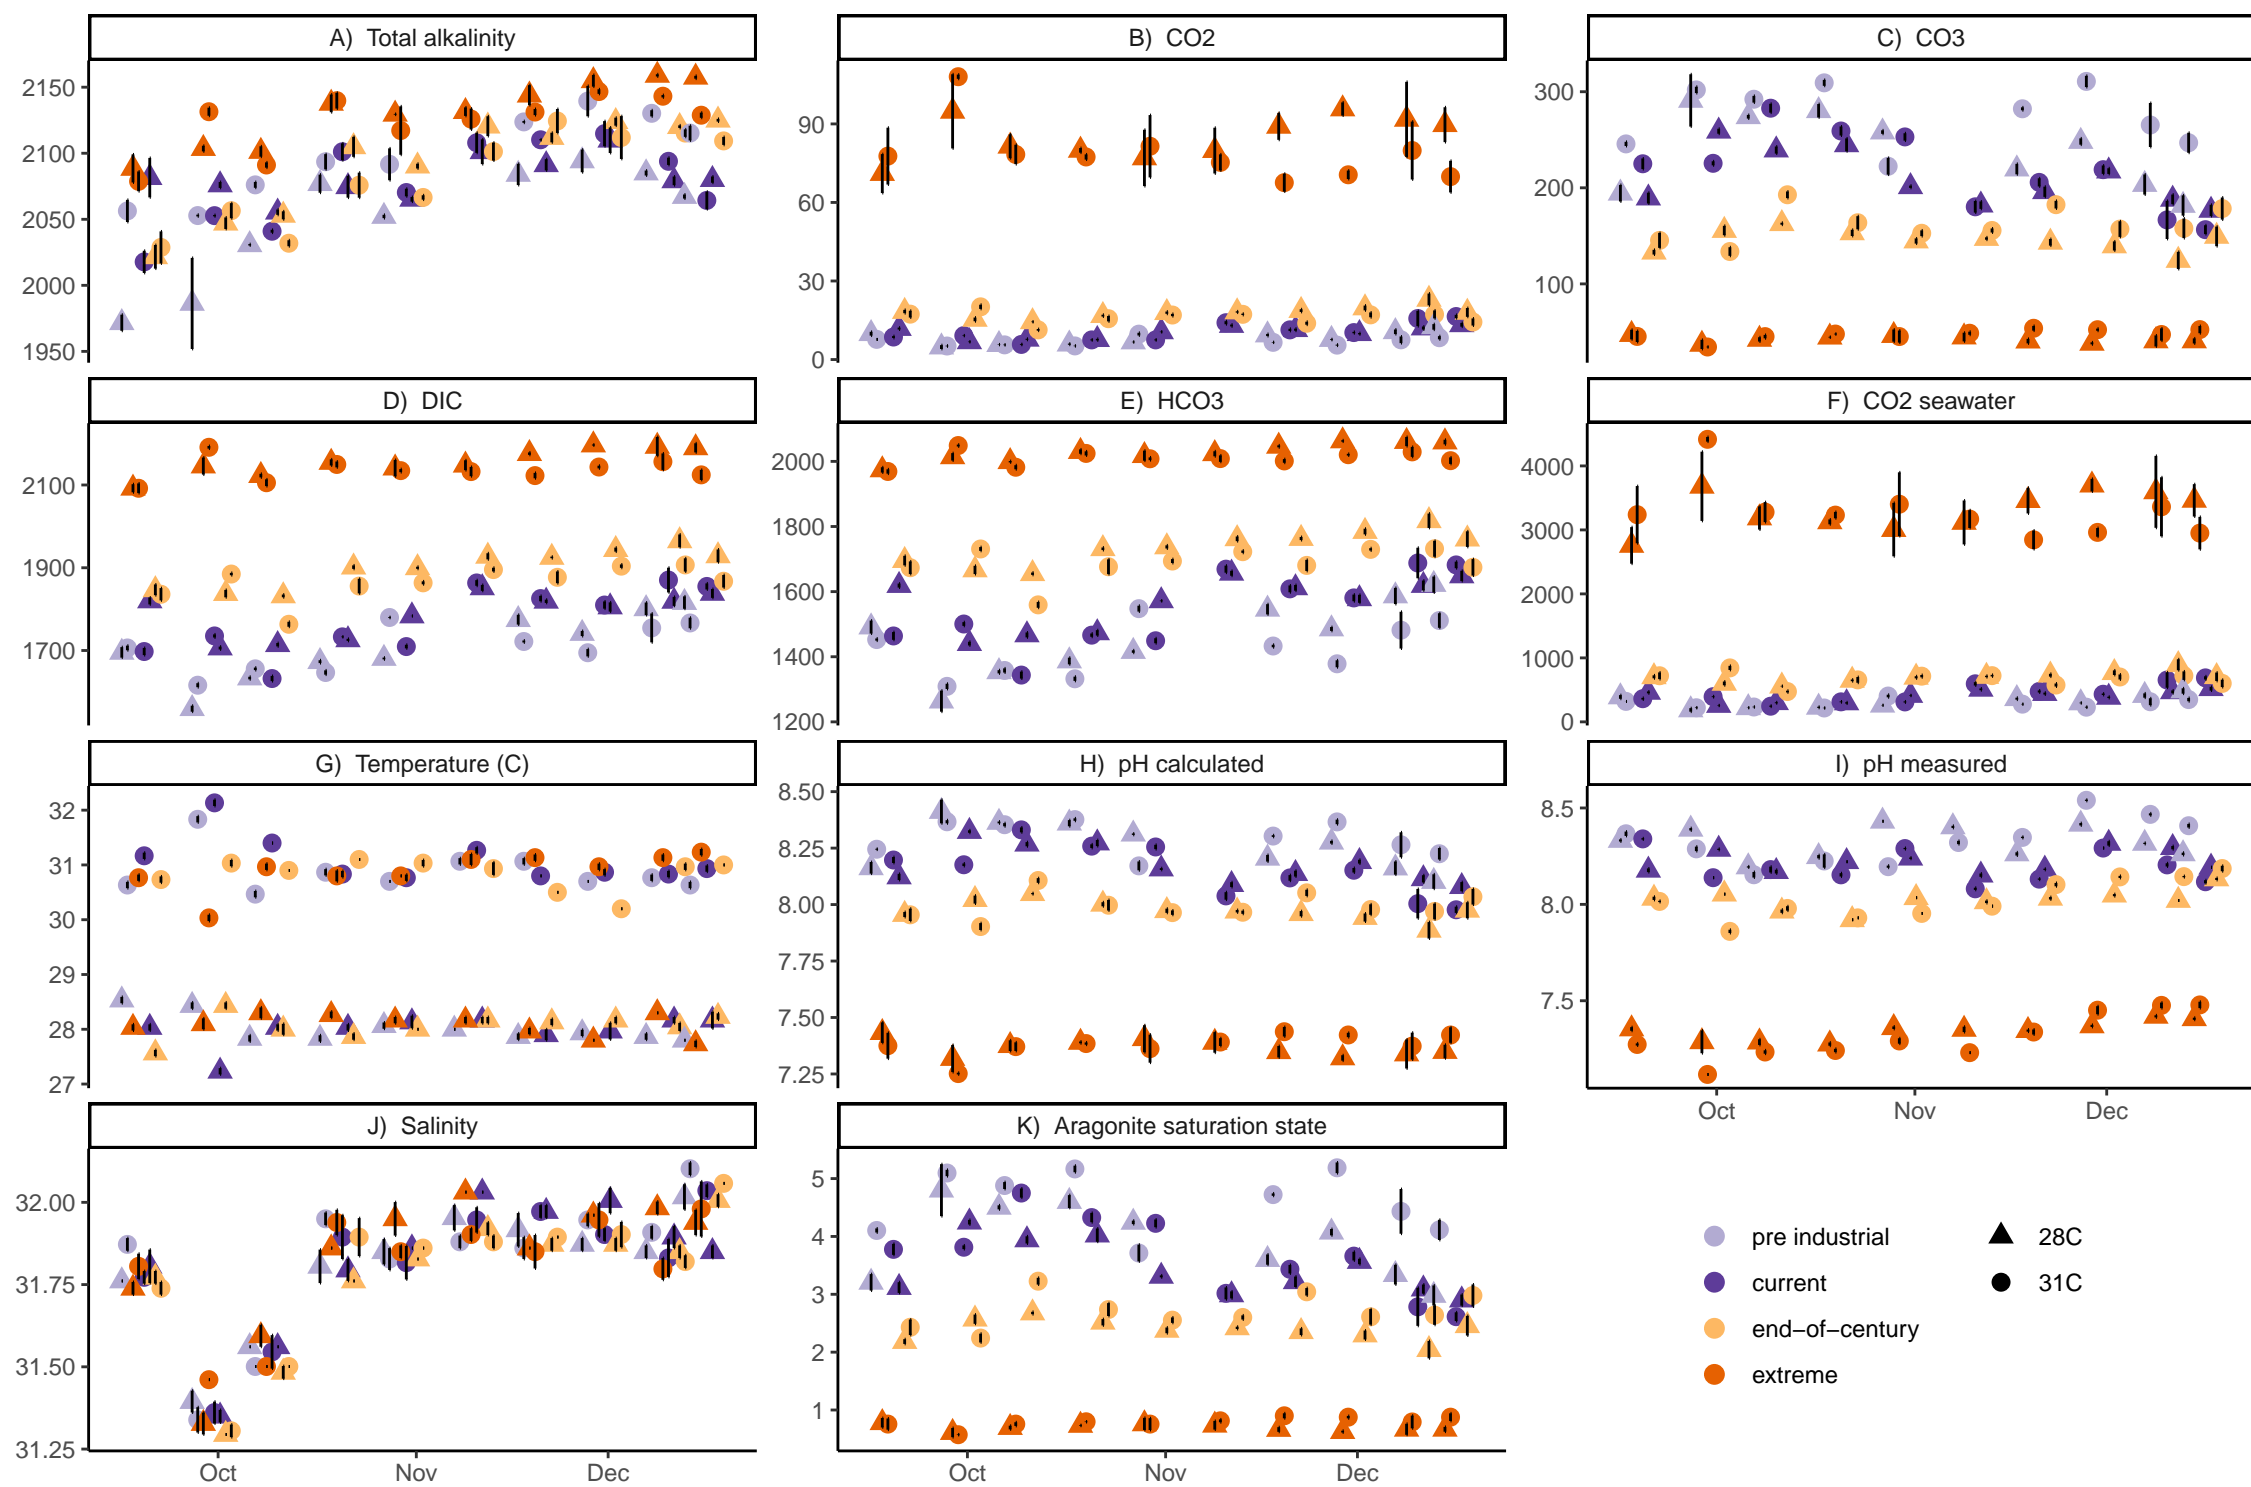 A) Total alkalinity
B) CO2
C) CO3
2150
2100
2050
2000
1950
90
60
30
0
300
200
100
D) DIC
E) HCO3
F) CO2 seawater
2100
1900
1700
2000
1800
1600
1400
1200
4000
3000
2000
1000
0
G) Temperature (C)
H) pH calculated
I) pH measured
32
31
30
29
28
27
8.50
8.25
8.00
7.75
7.50
7.25
8.5
8.0
7.5
Oct Nov Dec
J) Salinity
K) Aragonite saturation state
32.00
31.75
31.50
31.25
5
4
3
2
1
Oct Nov Dec
Oct Nov Dec
pre industrial
current
end−of−century
extreme
28C
31C